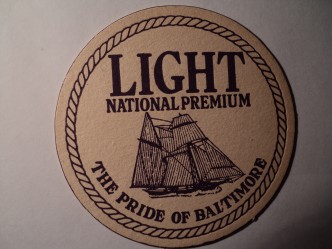 LIGHT
NATIONAL PREMIUM
THE PRIDE OF BALTIMORE